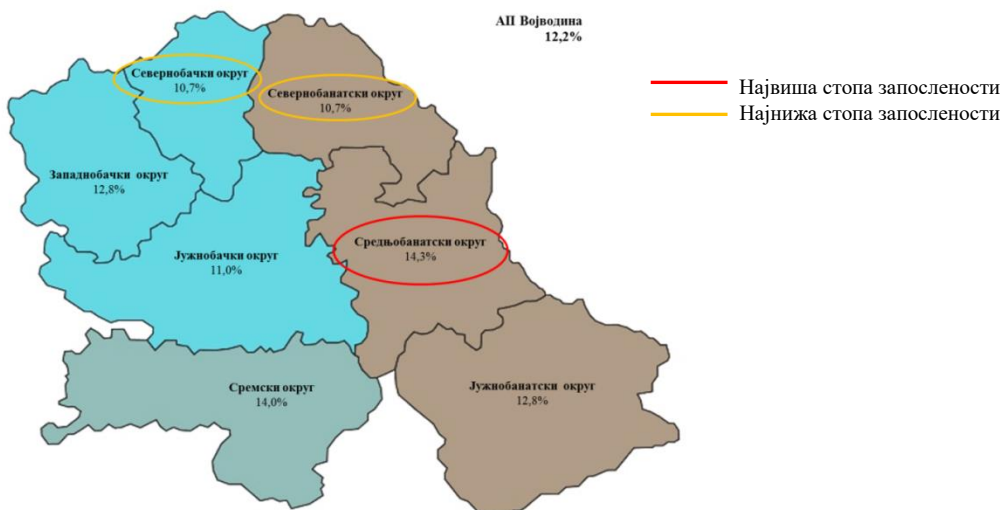 АП Војводина
12,2%
Севернобачки округ
10,7%
Севернобанатски округ
10,7%
Највиша стопа запослености
Најнижа стопа запослености
Западнобачки округ
12,8%
Јужнобачки округ
11,0%
Средњобанатски округ
14,3%
Сремски округ
14,0%
Јужнобанатски округ
12,8%